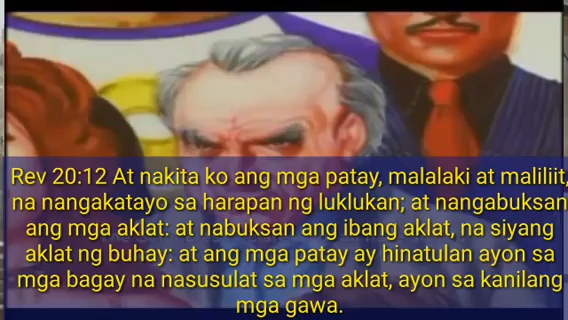 Rev 20:12 At nakita ko ang mga patay, malalaki at maliliit,
na nangakatayo sa harapan ng luklukan; at nangabuksan
ang mga aklat: at nabuksan ang ibang aklat, na siyang
aklat ng buhay: at ang mga patay ay hinatulan ayon sa
mga bagay na nasusulat sa mga aklat, ayon sa kanilang
mga gawa.